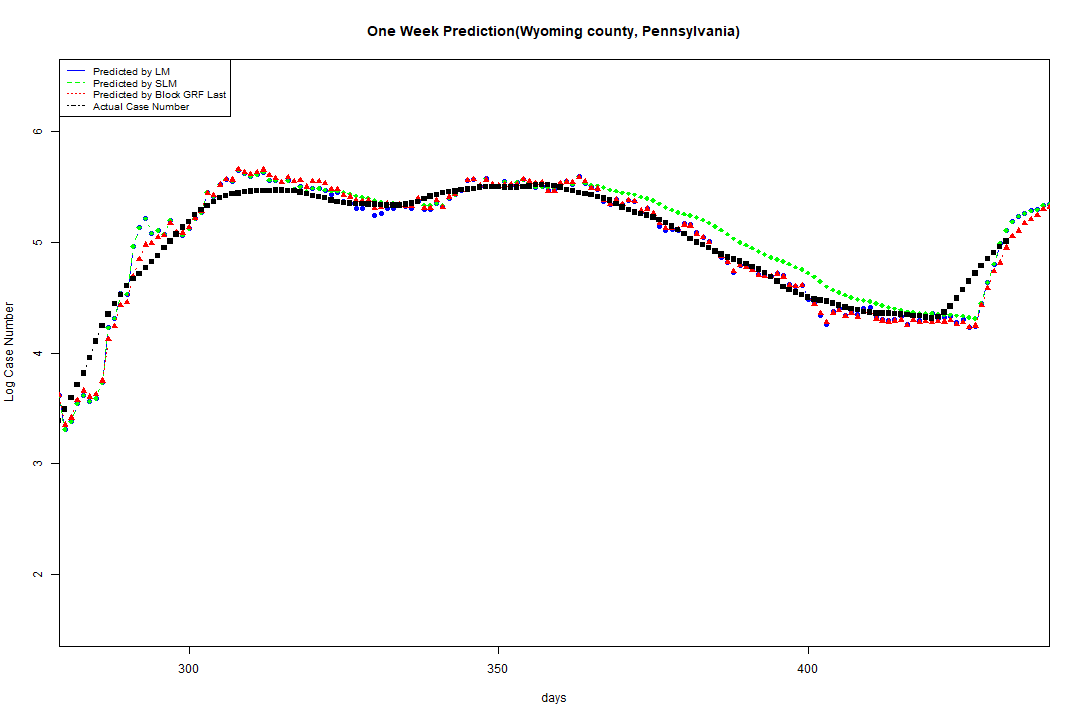 One Week Prediction(Wyoming county, Pennsylvania)
Predicted by LM
Predicted by SLM
Predicted by Block GRF Last
Actual Case Number
6
5
4
3
2
Log Case Number
300
350
400
days